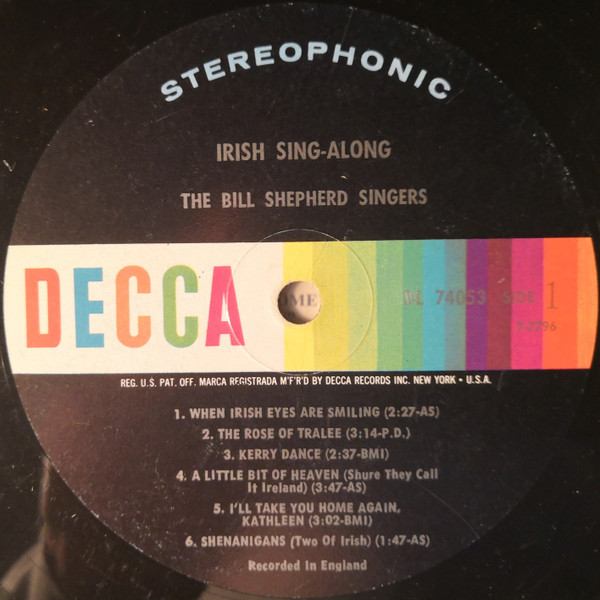 STEREOPHONIC
IRISH SING-ALONG
THE BILL SHEPHERD SINGERS
DECCA
DL 74053 SIDE 1
7-2796
REG. U.S. PAT. OFF. MARCA REGISTRADA M'F'R'D BY DECCA RECORDS INC. NEW YORK • U.S.A.
1. WHEN IRISH EYES ARE SMILING (2:27-AS)
2. THE ROSE OF TRALEE (3:14-P.D.)
3. KERRY DANCE (2:37-BMI)
4. A LITTLE BIT OF HEAVEN (Shure They Call
It Ireland) (3:47-AS)
5. I'LL TAKE YOU HOME AGAIN,
KATHLEEN (3:02-BMI)
6. SHENANIGANS (Two Of Irish) (1:47-AS)
Recorded In England